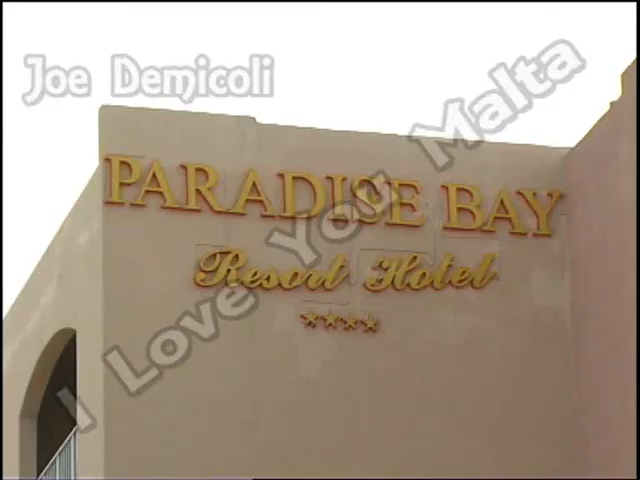 Joe Demicoli
I Love You Malta
PARADISE BAY
Resort Hotel
★★★★